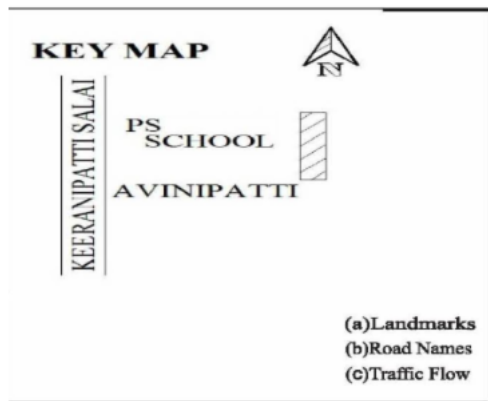 KEY MAP
N
KEERANIPATTI SALAI
PS
SCHOOL
AVINIPATTI
(a)Landmarks
(b)Road Names
(c)Traffic Flow